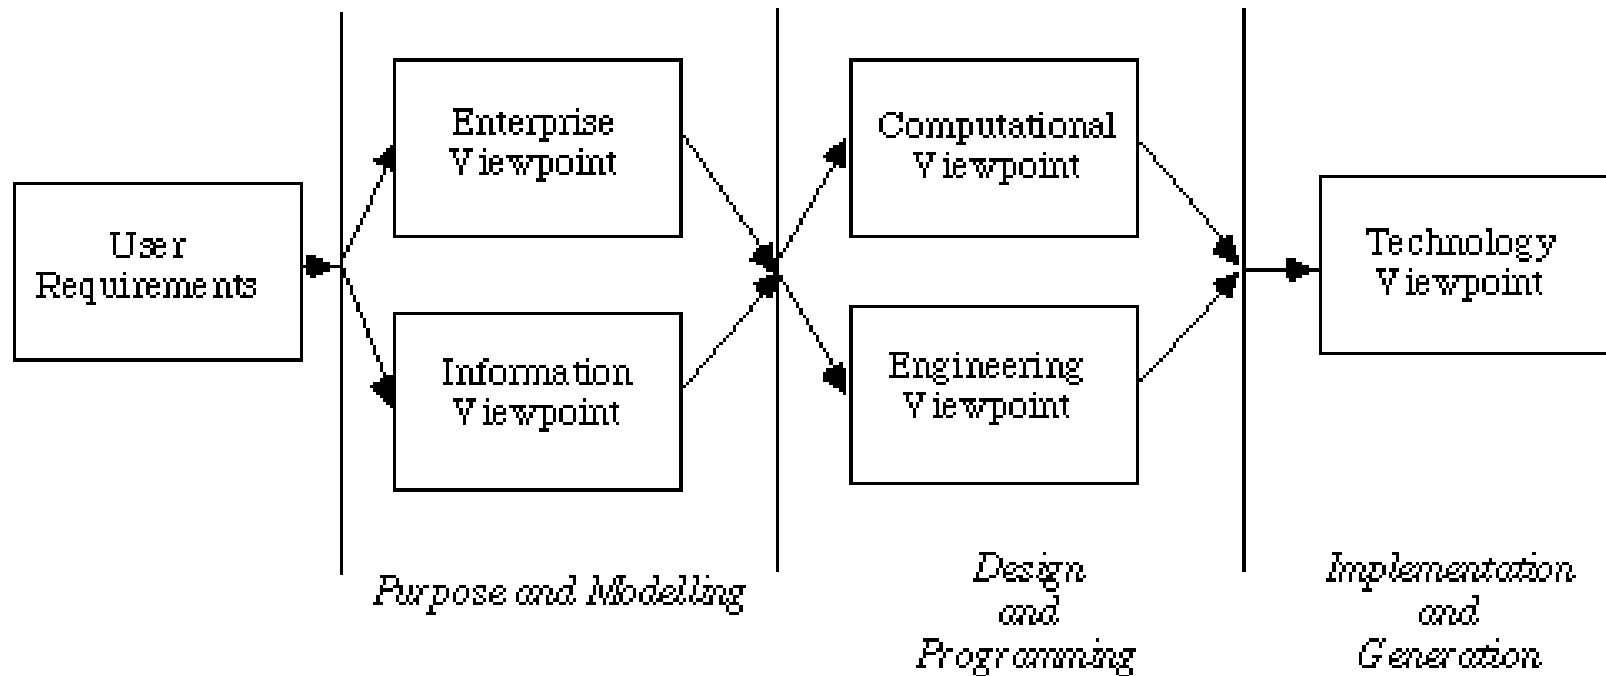 User
Requirements
Enterprise
Viewpoint
Information
Viewpoint
Computational
Viewpoint
Engineering
Viewpoint
Technology
Viewpoint
Purpose and Modelling
Design
and
Programming
Implementation
and
Generation